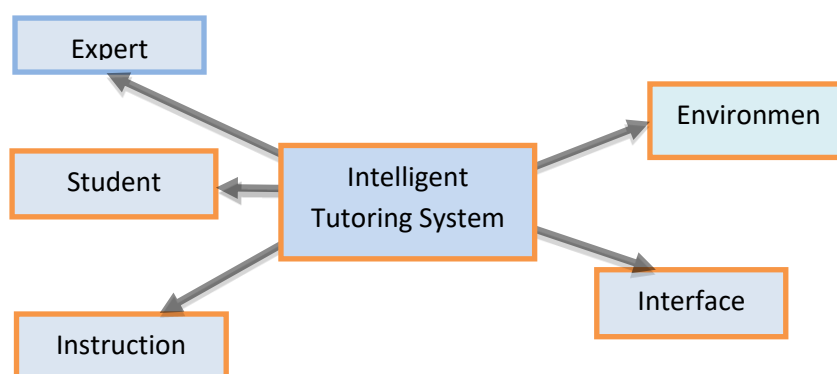 Expert
Environmen
Student
Intelligent
Tutoring System
Interface
Instruction